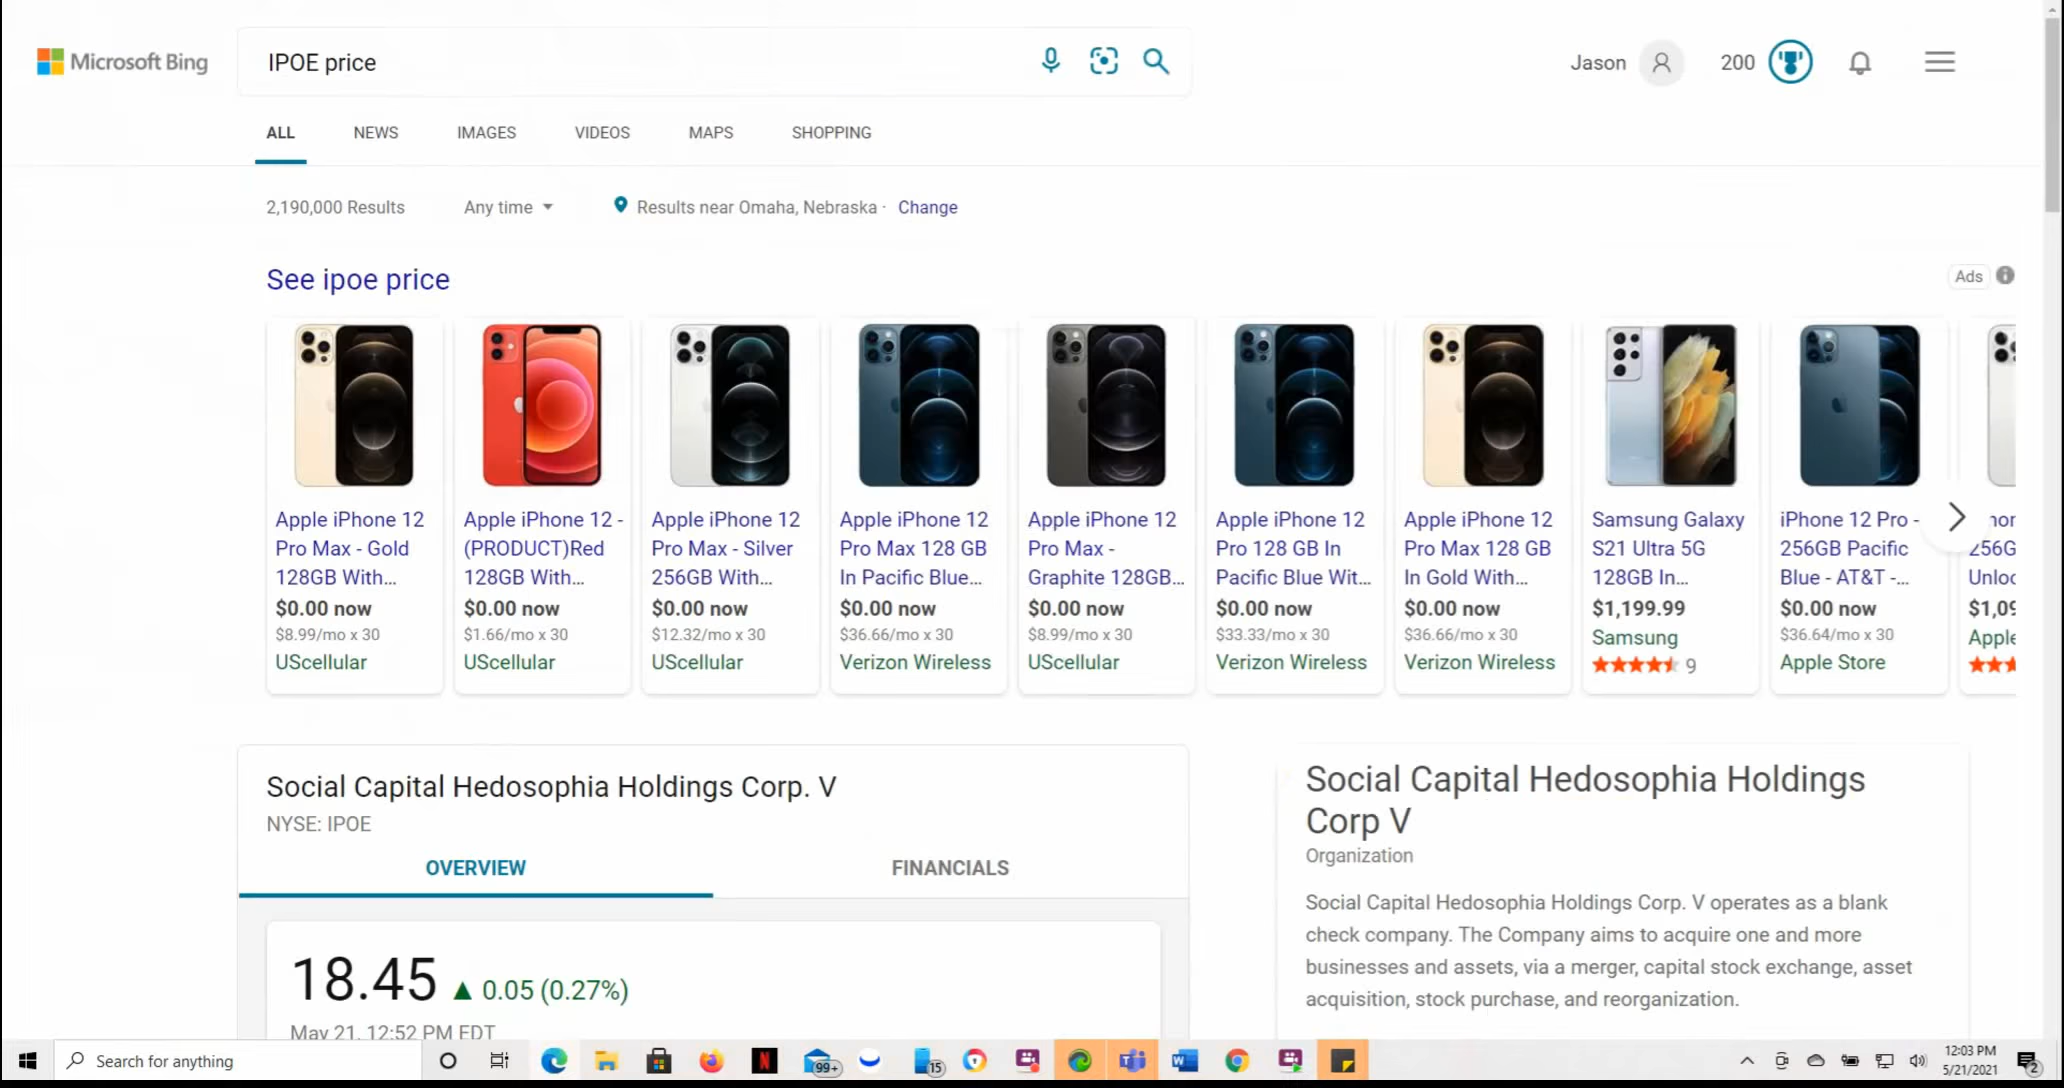 Microsoft Bing
IPOE price
Jason
200
ALL
NEWS
IMAGES
VIDEOS
MAPS
SHOPPING
2,190,000 Results
Any time
Results near Omaha, Nebraska · Change
See ipoe price
Ads
Apple iPhone 12
Pro Max - Gold
128GB With...
$0.00 now
$8.99/mo x 30
UScellular
Apple iPhone 12 -
(PRODUCT)Red
128GB With...
$0.00 now
$1.66/mo x 30
UScellular
Apple iPhone 12
Pro Max - Silver
256GB With...
$0.00 now
$12.32/mo x 30
UScellular
Apple iPhone 12
Pro Max 128 GB
In Pacific Blue...
$0.00 now
$36.66/mo x 30
Verizon Wireless
Apple iPhone 12
Pro Max -
Graphite 128GB...
$0.00 now
$8.99/mo x 30
UScellular
Apple iPhone 12
Pro 128 GB In
Pacific Blue Wit...
$0.00 now
$33.33/mo x 30
Verizon Wireless
Apple iPhone 12
Pro Max 128 GB
In Gold With...
$0.00 now
$36.66/mo x 30
Verizon Wireless
Samsung Galaxy
S21 Ultra 5G
128GB In...
$1,199.99
Samsung
9
iPhone 12 Pro -
256GB Pacific
Blue - AT&T -...
$0.00 now
$36.64/mo x 30
Apple Store
256G
Unloc
$1,09
Apple
Social Capital Hedosophia Holdings Corp. V
NYSE: IPOE
OVERVIEW
FINANCIALS
18.45 ▲ 0.05 (0.27%)
May 21, 12:52 PM EDT
Social Capital Hedosophia Holdings
Corp V
Organization
Social Capital Hedosophia Holdings Corp. V operates as a blank
check company. The Company aims to acquire one and more
businesses and assets, via a merger, capital stock exchange, asset
acquisition, stock purchase, and reorganization.
Search for anything
99+
15
12:03 PM
5/21/2021
2